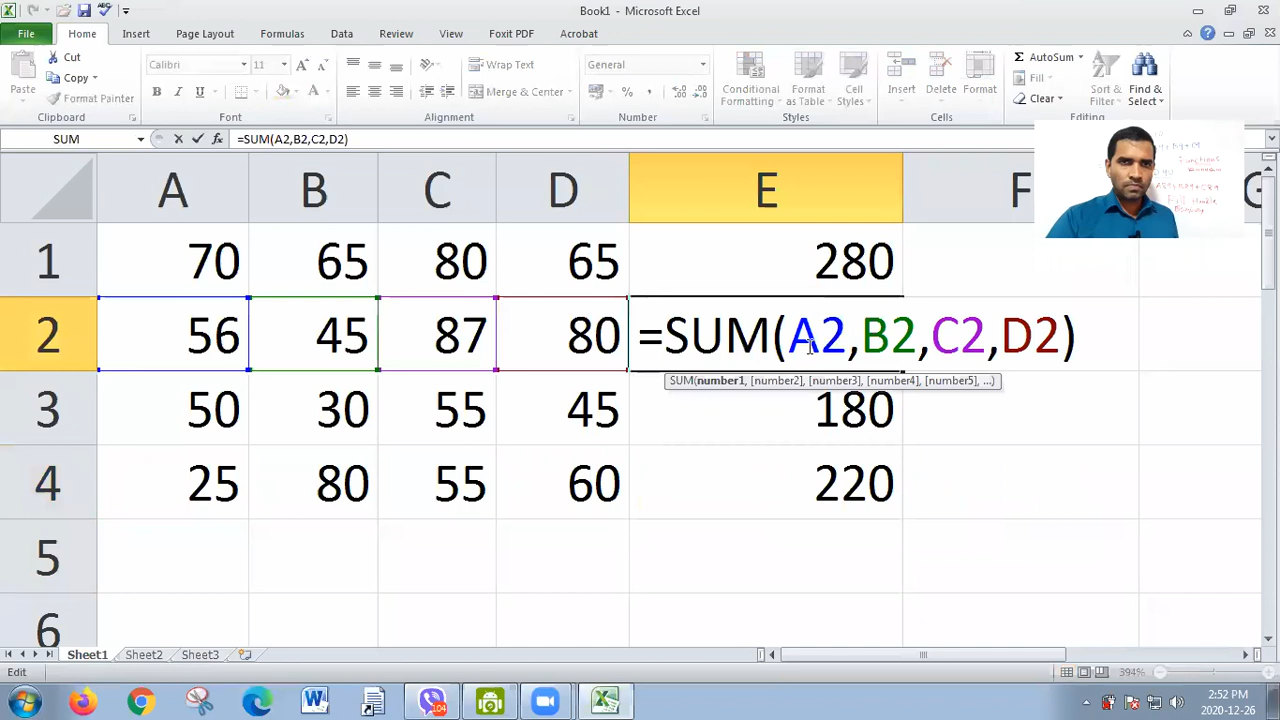 Book1 - Microsoft Excel
File Home Insert Page Layout Formulas Data Review View Foxit PDF Acrobat
Paste
Cut
Copy
Format Painter
Clipboard
Calibri 11
B I U
Font
Wrap Text
Merge & Center
Alignment
General
%
Number
Conditional Formatting
Format as Table
Cell Styles
Styles
Insert
Delete
Format
Cells
AutoSum
Fill
Clear
Sort & Filter
Find & Select
Editing
SUM =SUM(A2,B2,C2,D2)
Functions
A B C D E F
1 70 65 80 65 280
2 56 45 87 80 =SUM(A2,B2,C2,D2)
SUM(number1, [number2], [number3], [number4], [number5], ...)
3 50 30 55 45 180
4 25 80 55 60 220
5
6
Sheet1 Sheet2 Sheet3
Edit 394%
104
2:52 PM
2020-12-26